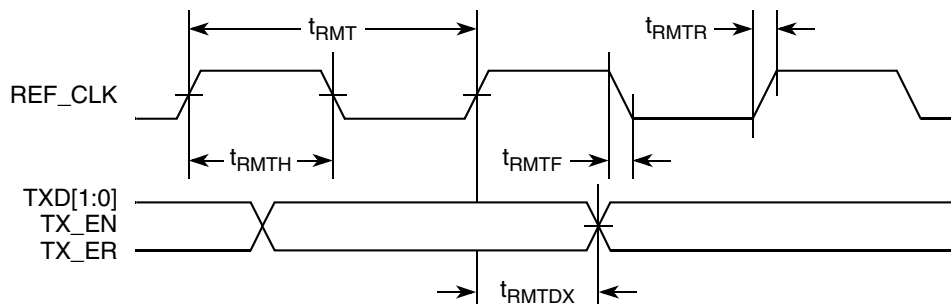 tRMT
tRMTR
REF_CLK
tRMTH
tRMTF
TXD[1:0]
TX_EN
TX_ER
tRMTDX